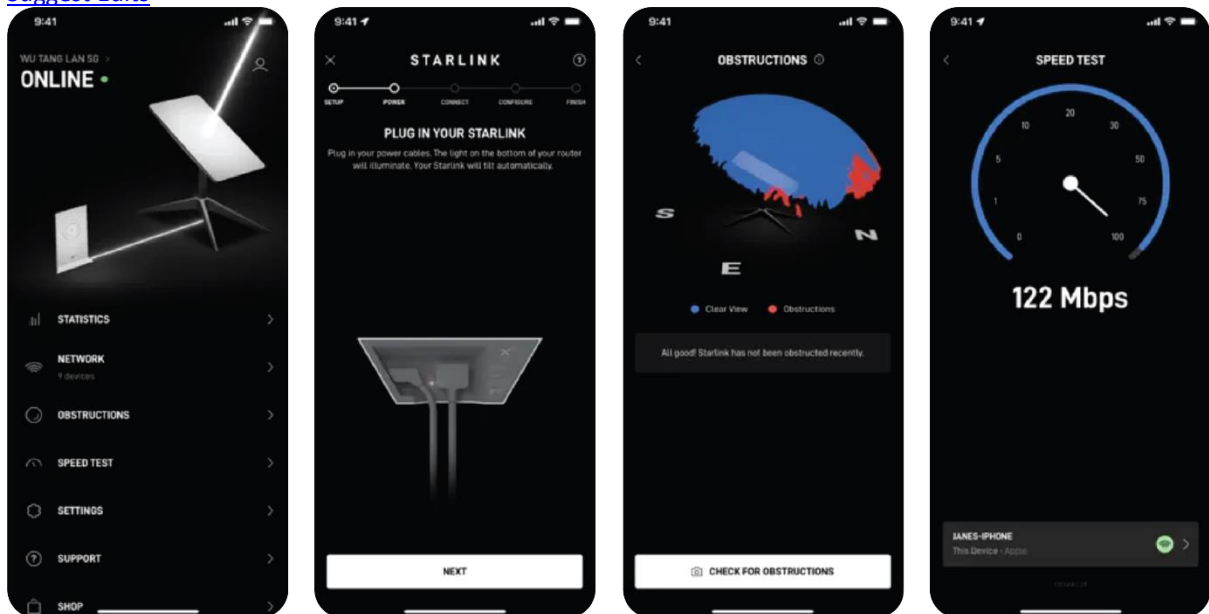 Suggest Edits
9:41
WU TANG LAN 5G >
ONLINE
STATISTICS
NETWORK
9 devices
OBSTRUCTIONS
SPEED TEST
SETTINGS
SUPPORT
SHOP
9:41
STARLINK
SETUP POWER CONNECT CONFIGURE FINISH
PLUG IN YOUR STARLINK
Plug in your power cables. The light on the bottom of your router
will illuminate. Your Starlink will tilt automatically.
NEXT
9:41
OBSTRUCTIONS
S
N
E
Clear View Obstructions
All good! Starlink has not been obstructed recently.
CHECK FOR OBSTRUCTIONS
9:41
SPEED TEST
20
10 30
5 50
1 75
0 100
122 Mbps
JANES-IPHONE
This Device - Apple